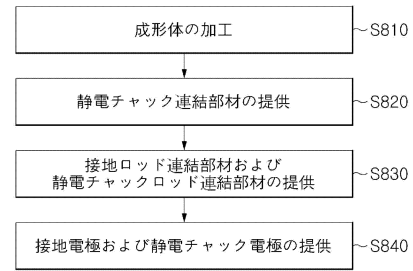 成形体の加工
S810
静電チャック連結部材の提供
S820
接地ロッド連結部材および
静電チャックロッド連結部材の提供
S830
接地電極および静電チャック電極の提供
S840